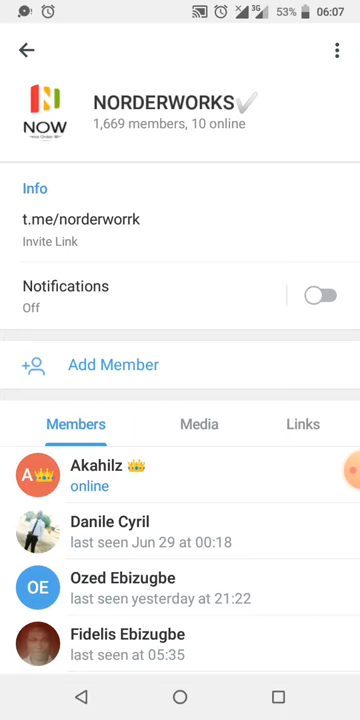 3G 53% 06:07
NORDERWORKS✔
1,669 members, 10 online
NOW
Info
t.me/norderworrk
Invite Link
Notifications
Off
Add Member
Members Media Links
A👑 Akahilz 👑
online
Danile Cyril
last seen Jun 29 at 00:18
OE Ozed Ebizugbe
last seen yesterday at 21:22
Fidelis Ebizugbe
last seen at 05:35